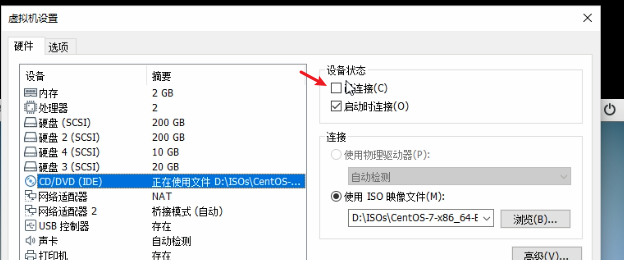 虚拟机设置
硬件 选项
设备 摘要
内存 2 GB
处理器 2
硬盘 (SCSI) 200 GB
硬盘 2 (SCSI) 200 GB
硬盘 4 (SCSI) 10 GB
硬盘 3 (SCSI) 20 GB
CD/DVD (IDE) 正在使用文件 D:\ISOs\CentOS-...
网络适配器 NAT
网络适配器 2 桥接模式 (自动)
USB 控制器 存在
声卡 自动检测
打印机 存在
设备状态
连接(C)
启动时连接(O)
连接
使用物理驱动器(P):
自动检测
使用 ISO 映像文件(M):
D:\ISOs\CentOS-7-x86_64-E
浏览(B)...
高级(V)...